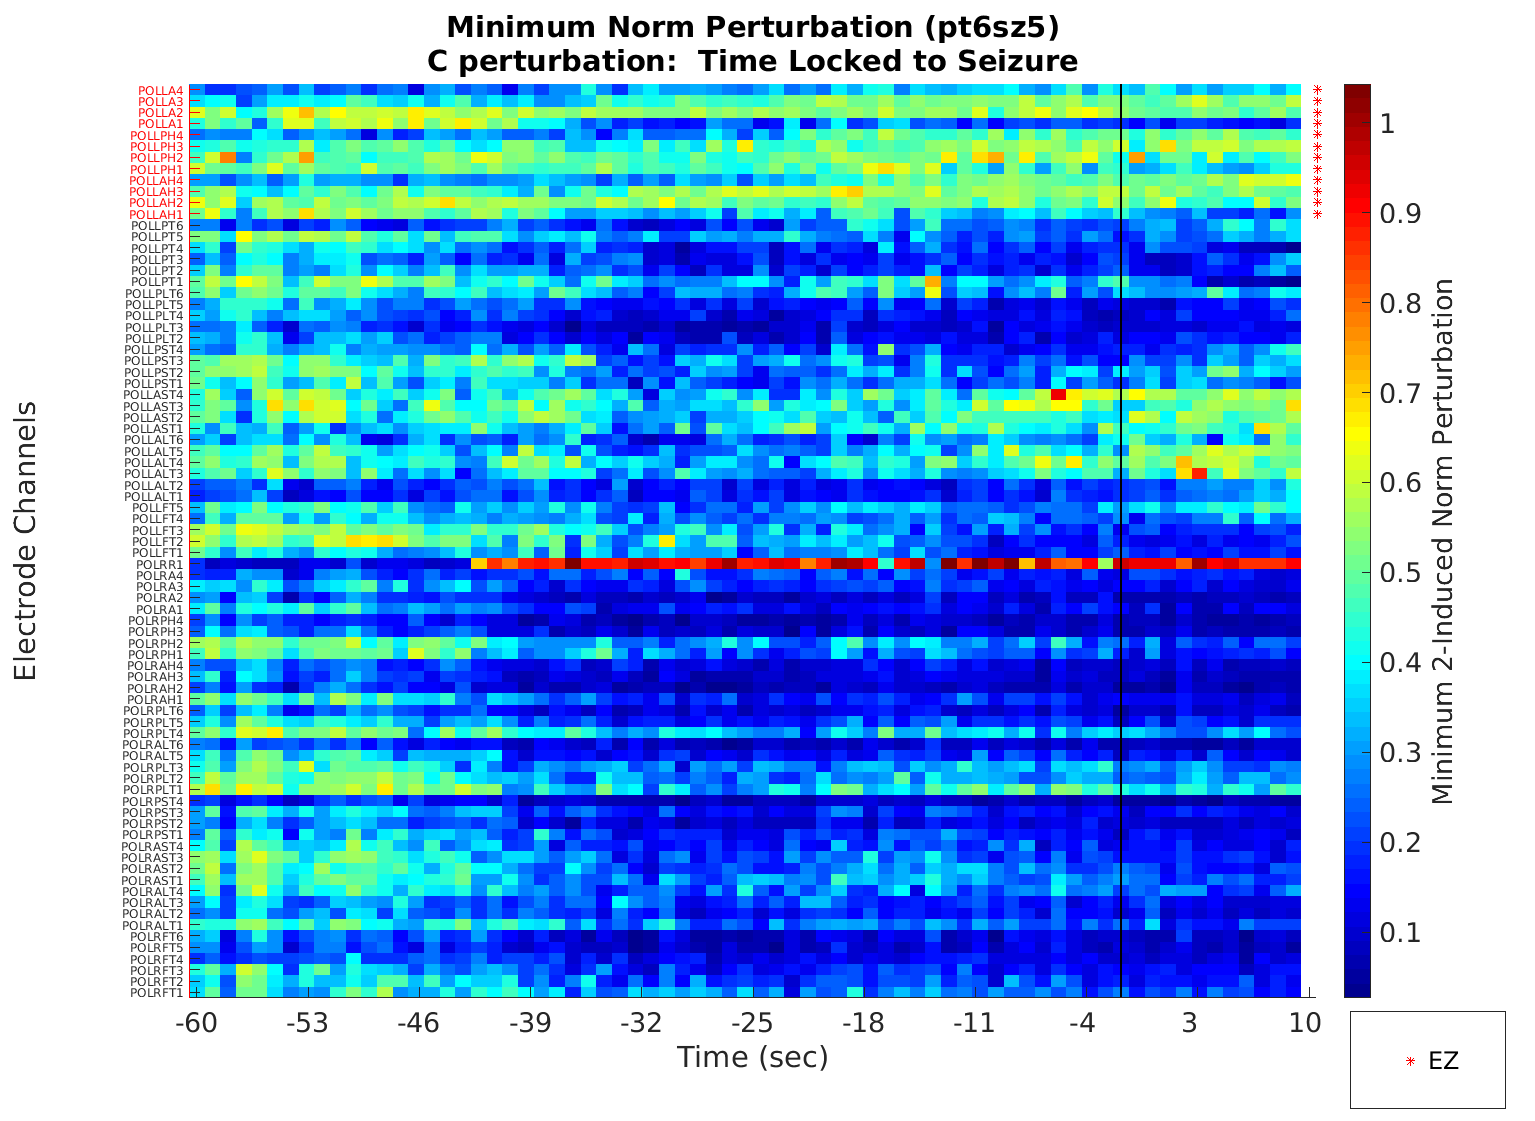 Minimum Norm Perturbation (pt6sz5)
C perturbation: Time Locked to Seizure
Electrode Channels
POLLA4
POLLA3
POLLA2
POLLA1
POLLPH4
POLLPH3
POLLPH2
POLLPH1
POLLAH4
POLLAH3
POLLAH2
POLLAH1
POLLPT6
POLLPT5
POLLPT4
POLLPT3
POLLPT2
POLLPT1
POLLPLT6
POLLPLT5
POLLPLT4
POLLPLT3
POLLPLT2
POLLPST4
POLLPST3
POLLPST2
POLLPST1
POLLAST4
POLLAST3
POLLAST2
POLLAST1
POLLALT6
POLLALT5
POLLALT4
POLLALT3
POLLALT2
POLLALT1
POLLFT5
POLLFT4
POLLFT3
POLLFT2
POLLFT1
POLRR1
POLRA4
POLRA3
POLRA2
POLRA1
POLRPH4
POLRPH3
POLRPH2
POLRPH1
POLRAH4
POLRAH3
POLRAH2
POLRAH1
POLRPLT6
POLRPLT5
POLRPLT4
POLRALT6
POLRALT5
POLRPLT3
POLRPLT2
POLRPLT1
POLRPST4
POLRPST3
POLRPST2
POLRPST1
POLRAST4
POLRAST3
POLRAST2
POLRAST1
POLRALT4
POLRALT3
POLRALT2
POLRALT1
POLRFT6
POLRFT5
POLRFT4
POLRFT3
POLRFT2
POLRFT1
-60 -53 -46 -39 -32 -25 -18 -11 -4 3 10
Time (sec)
1
0.9
0.8
0.7
0.6
0.5
0.4
0.3
0.2
0.1
Minimum 2-Induced Norm Perturbation
EZ